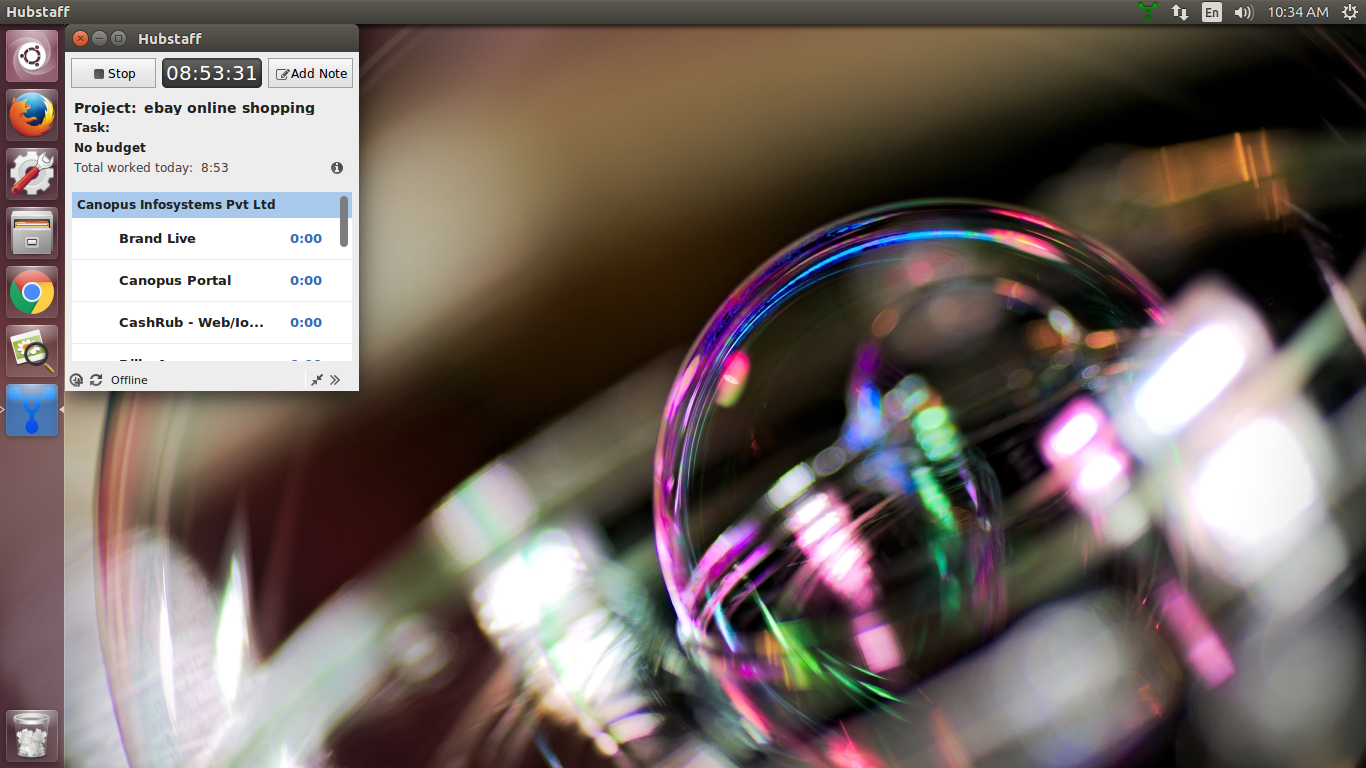 Hubstaff
En
10:34 AM
Hubstaff
Stop
08:53:31
Add Note
Project: ebay online shopping
Task:
No budget
Total worked today: 8:53
Canopus Infosystems Pvt Ltd
Brand Live 0:00
Canopus Portal 0:00
CashRub - Web/Io... 0:00
Offline